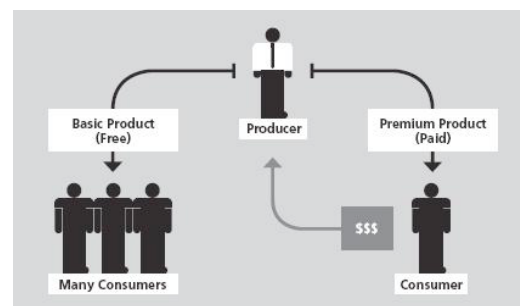 Basic Product
(Free)
Producer
Premium Product
(Paid)
$$$
Many Consumers
Consumer